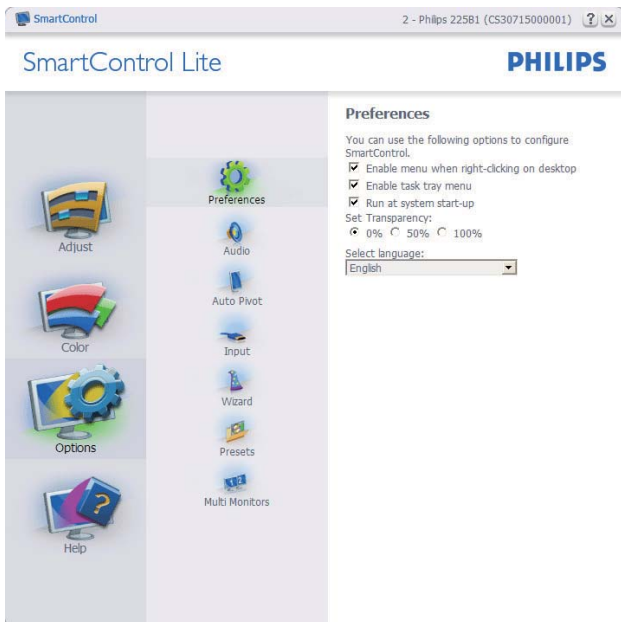 SmartControl
2 - Philips 225B1 (CS30715000001)
SmartControl Lite
PHILIPS
Adjust
Color
Options
Help
Preferences
Audio
Auto Pivot
Input
Wizard
Presets
Multi Monitors
Preferences
You can use the following options to configure
SmartControl.
Enable menu when right-clicking on desktop
Enable task tray menu
Run at system start-up
Set Transparency:
0% 50% 100%
Select language:
English